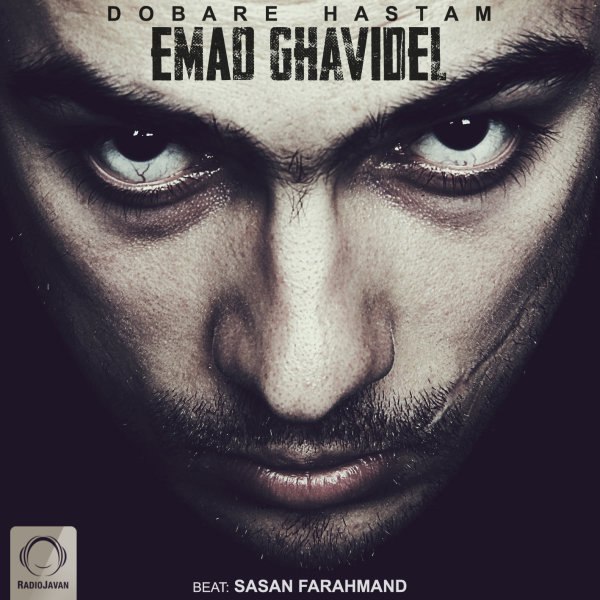 DOBARE HASTAM
EMAD GHAVIDEL
RADIOJAVAN
BEAT: SASAN FARAHMAND